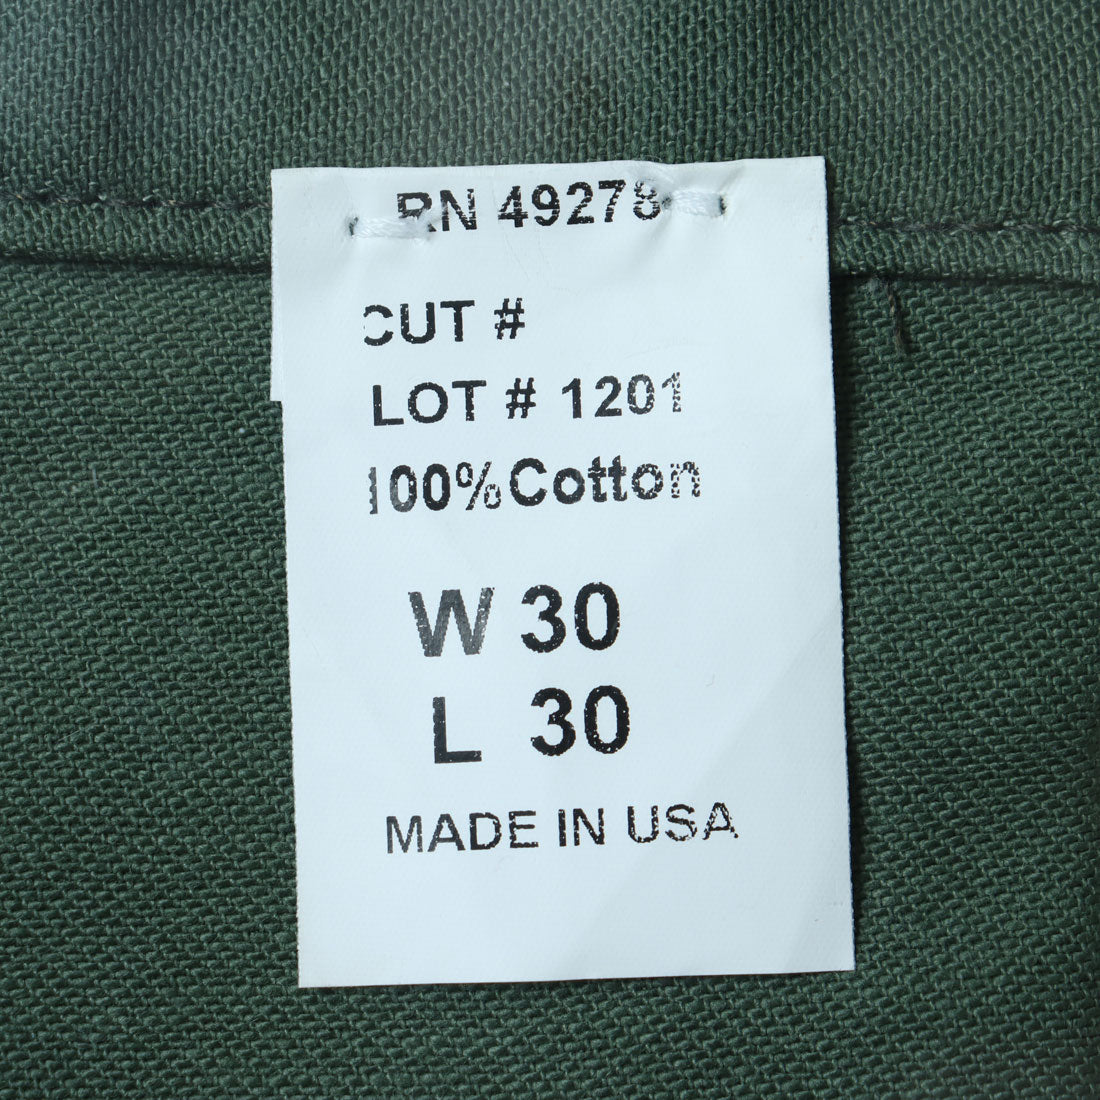 RN 49278
CUT #
LOT # 1201
100%Cotton
W 30
L 30
MADE IN USA